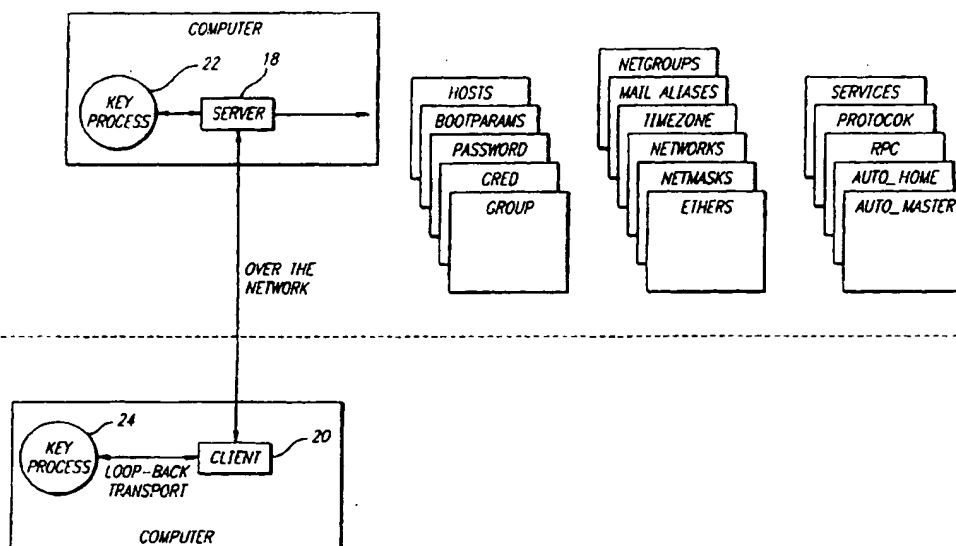 COMPUTER
22
18
KEY
PROCESS
SERVER
HOSTS
BOOTPARAMS
PASSWORD
CRED
GROUP
NETGROUPS
MAIL ALIASES
TIMEZONE
NETWORKS
NETMASKS
ETHERS
SERVICES
PROTOCOK
RPC
AUTO_HOME
AUTO_MASTER
OVER THE
NETWORK
24
20
KEY
PROCESS
CLIENT
LOOP-BACK
TRANSPORT
COMPUTER